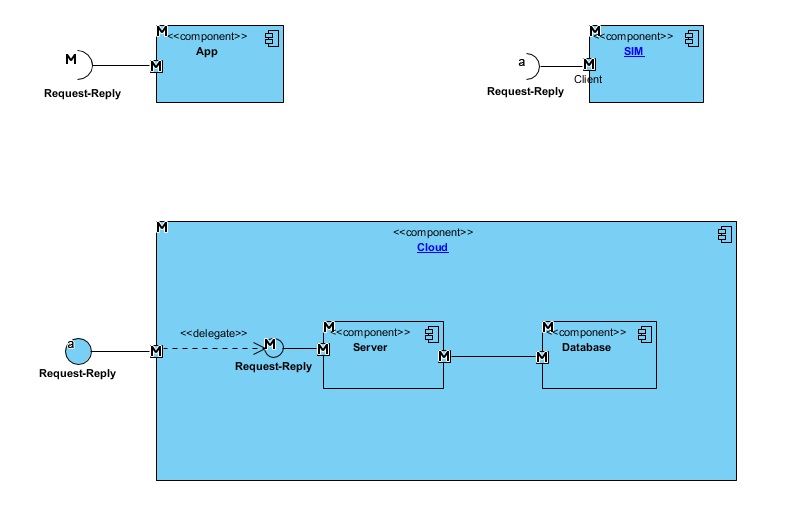 M
<<component>>
App
M
M
Request-Reply
M
<<component>>
SIM
a
M
Client
Request-Reply
M
<<component>>
Cloud
a
Request-Reply
M
<<delegate>>
M
Request-Reply
M
<<component>>
Server
M
M
M
<<component>>
Database
M